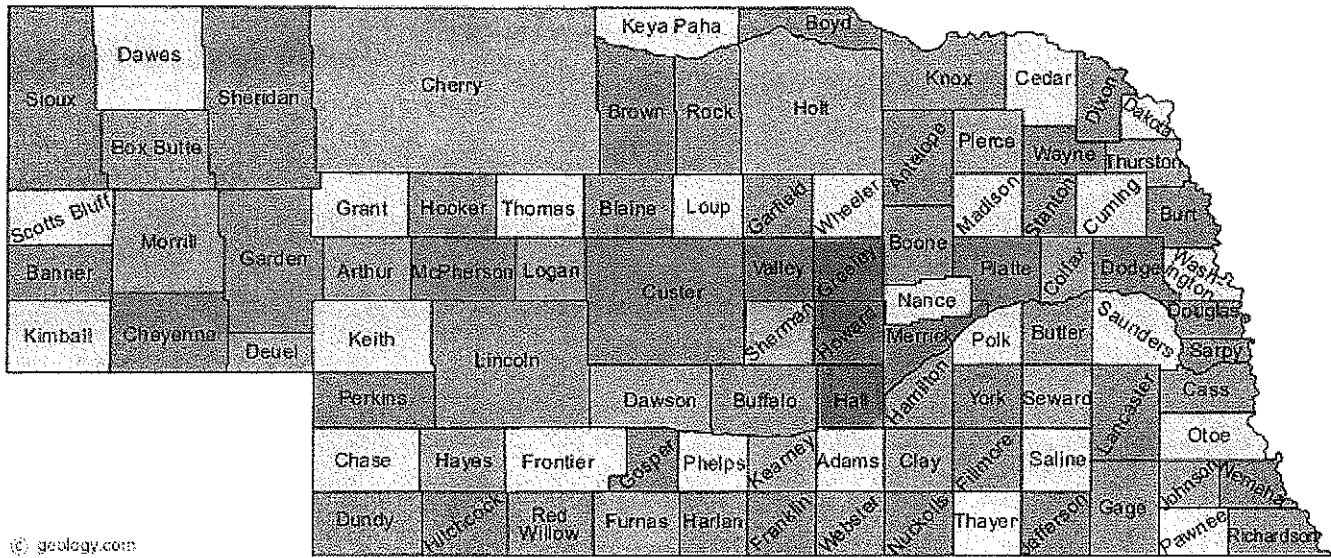 Keya Paha
Boyd
Dawes
Cherry
Knox
Cedar
Sioux
Sheridan
Brown
Rock
Holt
Dixon
Dakota
Box Butte
Antelope
Pierce
Wayne
Thurston
Scotts Bluff
Grant
Hooker
Thomas
Blaine
Loup
Garfield
Wheeler
Madison
Stanton
Cuming
Burt
Morrill
Garden
Boone
Banner
Arthur
McPherson
Logan
Custer
Valley
Greeley
Platte
Colfax
Dodge
Wash-
ington
Nance
Kimball
Cheyenne
Deuel
Keith
Lincoln
Sherman
Howard
Merrick
Polk
Butler
Saunders
Douglas
Sarpy
Perkins
Dawson
Buffalo
Hall
Hamilton
York
Seward
Lancaster
Cass
Otoe
Chase
Hayes
Frontier
Gosper
Phelps
Kearney
Adams
Clay
Fillmore
Saline
Johnson
Nemaha
Dundy
Hitchcock
Red
Willow
Furnas
Harlan
Franklin
Webster
Nuckolls
Thayer
Jefferson
Gage
Pawnee
Richardson
© geology.com